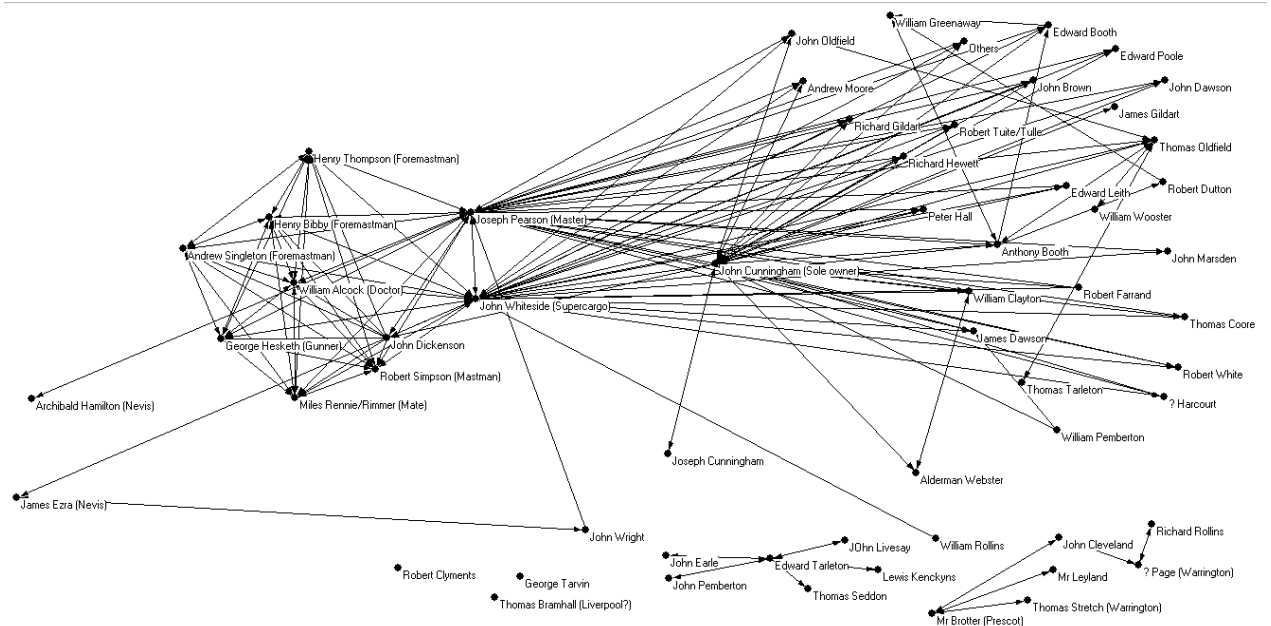 William Greenaway
Edward Booth
John Oldfield
Others
Edward Poole
Andrew Moore
John Brown
John Dawson
James Gildart
Richard Gildart
Robert Tuite/Tulle
Thomas Oldfield
Henry Thompson (Foremastman)
Richard Hewett
Edward Leith
Robert Dutton
Joseph Pearson (Master)
Peter Hall
William Wooster
Henry Bibby (Foremastman)
Anthony Booth
John Marsden
Andrew Singleton (Foremastman)
John Cunningham (Sole owner)
William Alcock (Doctor)
William Clayton
Robert Farrand
John Whiteside (Supercargo)
Thomas Coore
George Hesketh (Gunner)
John Dickenson
James Dawson
Robert Simpson (Mastman)
Robert White
Thomas Tarleton
Archibald Hamilton (Nevis)
Miles Rennie/Rimmer (Mate)
? Harcourt
William Pemberton
Joseph Cunningham
Alderman Webster
James Ezra (Nevis)
John Wright
Richard Rollins
JOhn Livesay
William Rollins
John Cleveland
John Earle
Edward Tarleton
? Page (Warrington)
Robert Clyments
George Tarvin
John Pemberton
Lewis Kenckyns
Mr Leyland
Thomas Seddon
Thomas Bramhall (Liverpool?)
Thomas Stretch (Warrington)
Mr Brotter (Prescot)